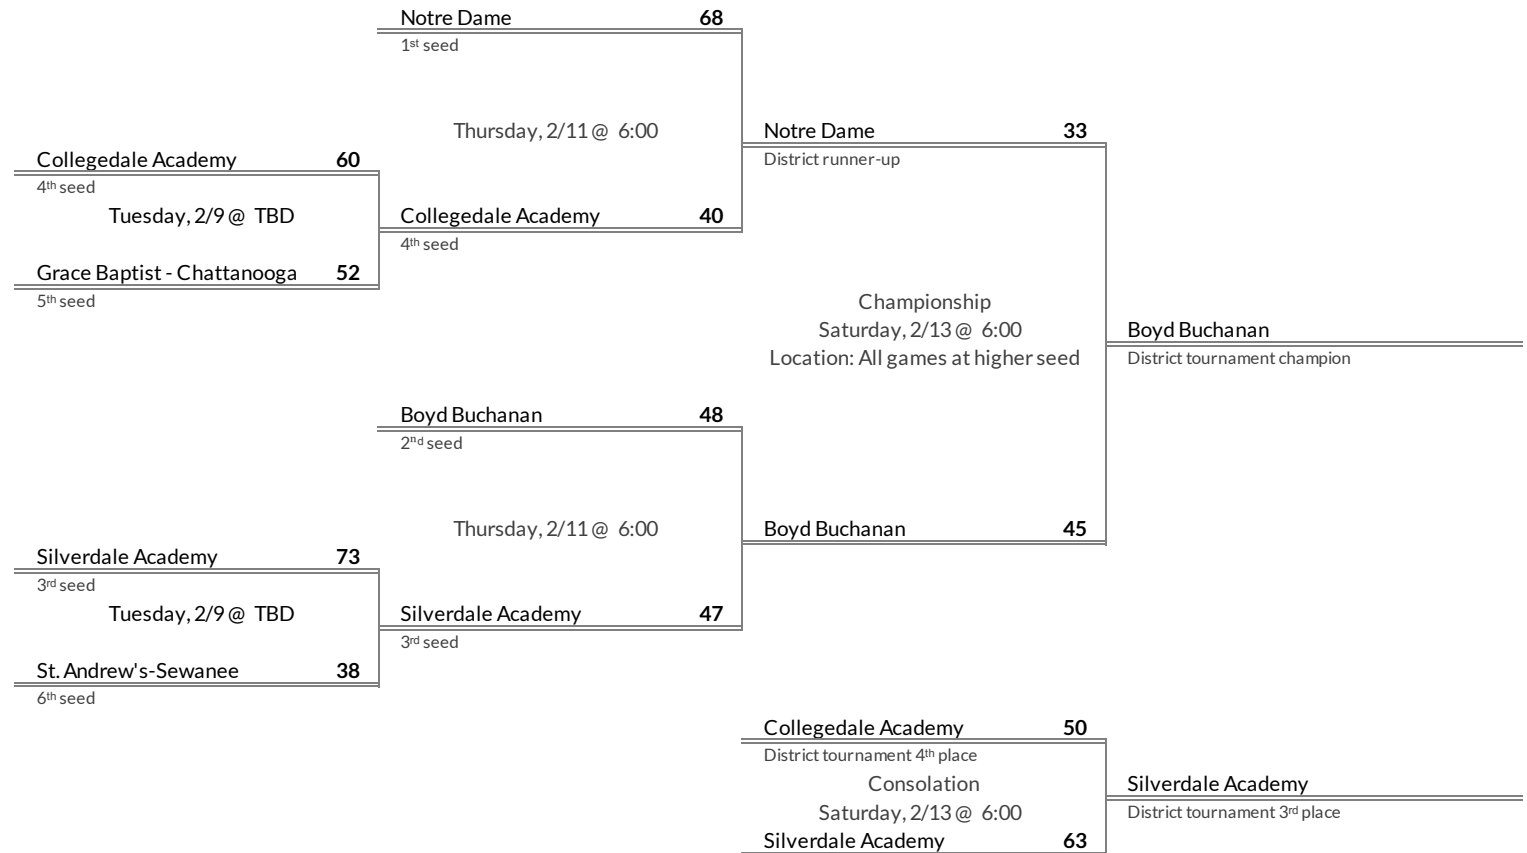 Notre Dame 68
1st seed
Thursday, 2/11 @ 6:00
Notre Dame 33
District runner-up
Collegedale Academy 60
4th seed
Tuesday, 2/9 @ TBD
Collegedale Academy 40
4th seed
Grace Baptist - Chattanooga 52
5th seed
Championship
Saturday, 2/13 @ 6:00
Location: All games at higher seed
Boyd Buchanan
District tournament champion
Boyd Buchanan 48
2nd seed
Thursday, 2/11 @ 6:00
Boyd Buchanan 45
Silverdale Academy 73
3rd seed
Tuesday, 2/9 @ TBD
Silverdale Academy 47
3rd seed
St. Andrew's-Sewanee 38
6th seed
Collegedale Academy 50
District tournament 4th place
Consolation
Saturday, 2/13 @ 6:00
Silverdale Academy
District tournament 3rd place
Silverdale Academy 63